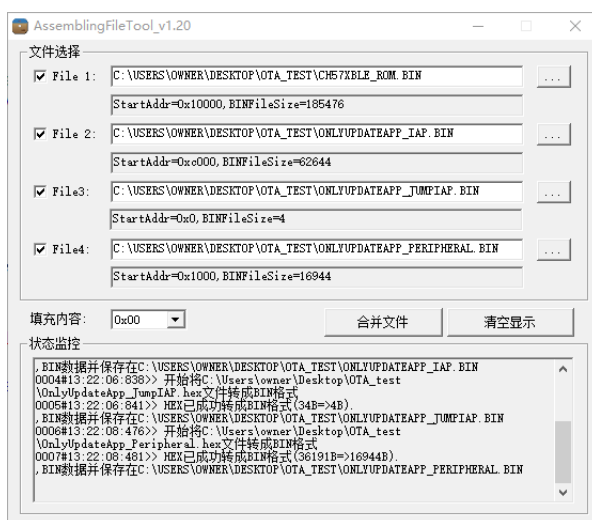 AssemblingFileTool_v1.20
文件选择
File 1:
C:\USERS\OWNER\DESKTOP\OTA_TEST\CH57XBLE_ROM.BIN
...
StartAddr=0x10000,BINFileSize=185476
File 2:
C:\USERS\OWNER\DESKTOP\OTA_TEST\ONLYUPDATEAPP_IAP.BIN
...
StartAddr=0xc000,BINFileSize=62644
File3:
C:\USERS\OWNER\DESKTOP\OTA_TEST\ONLYUPDATEAPP_JUMPIAP.BIN
...
StartAddr=0x0,BINFileSize=4
File4:
C:\USERS\OWNER\DESKTOP\OTA_TEST\ONLYUPDATEAPP_PERIPHERAL.BIN
...
StartAddr=0x1000,BINFileSize=16944
填充内容:
0x00
合并文件
清空显示
状态监控
,BIN数据并保存在C:\USERS\OWNER\DESKTOP\OTA_TEST\ONLYUPDATEAPP_IAP.BIN
0004#13:22:06:838>> 开始将C:\Users\owner\Desktop\OTA_test
\OnlyUpdateApp_JumpIAP.hex文件转成BIN格式
0005#13:22:06:841>> HEX已成功转成BIN格式(34B=>4B).
,BIN数据并保存在C:\USERS\OWNER\DESKTOP\OTA_TEST\ONLYUPDATEAPP_JUMPIAP.BIN
0006#13:22:08:476>> 开始将C:\Users\owner\Desktop\OTA_test
\OnlyUpdateApp_Peripheral.hex文件转成BIN格式
0007#13:22:08:481>> HEX已成功转成BIN格式(36191B=>16944B).
,BIN数据并保存在C:\USERS\OWNER\DESKTOP\OTA_TEST\ONLYUPDATEAPP_PERIPHERAL.BIN